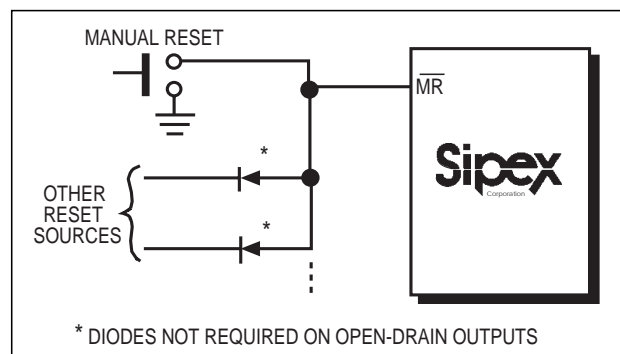 MANUAL RESET
MR
Sipex
Corporation
*
OTHER
RESET
SOURCES
*
* DIODES NOT REQUIRED ON OPEN-DRAIN OUTPUTS